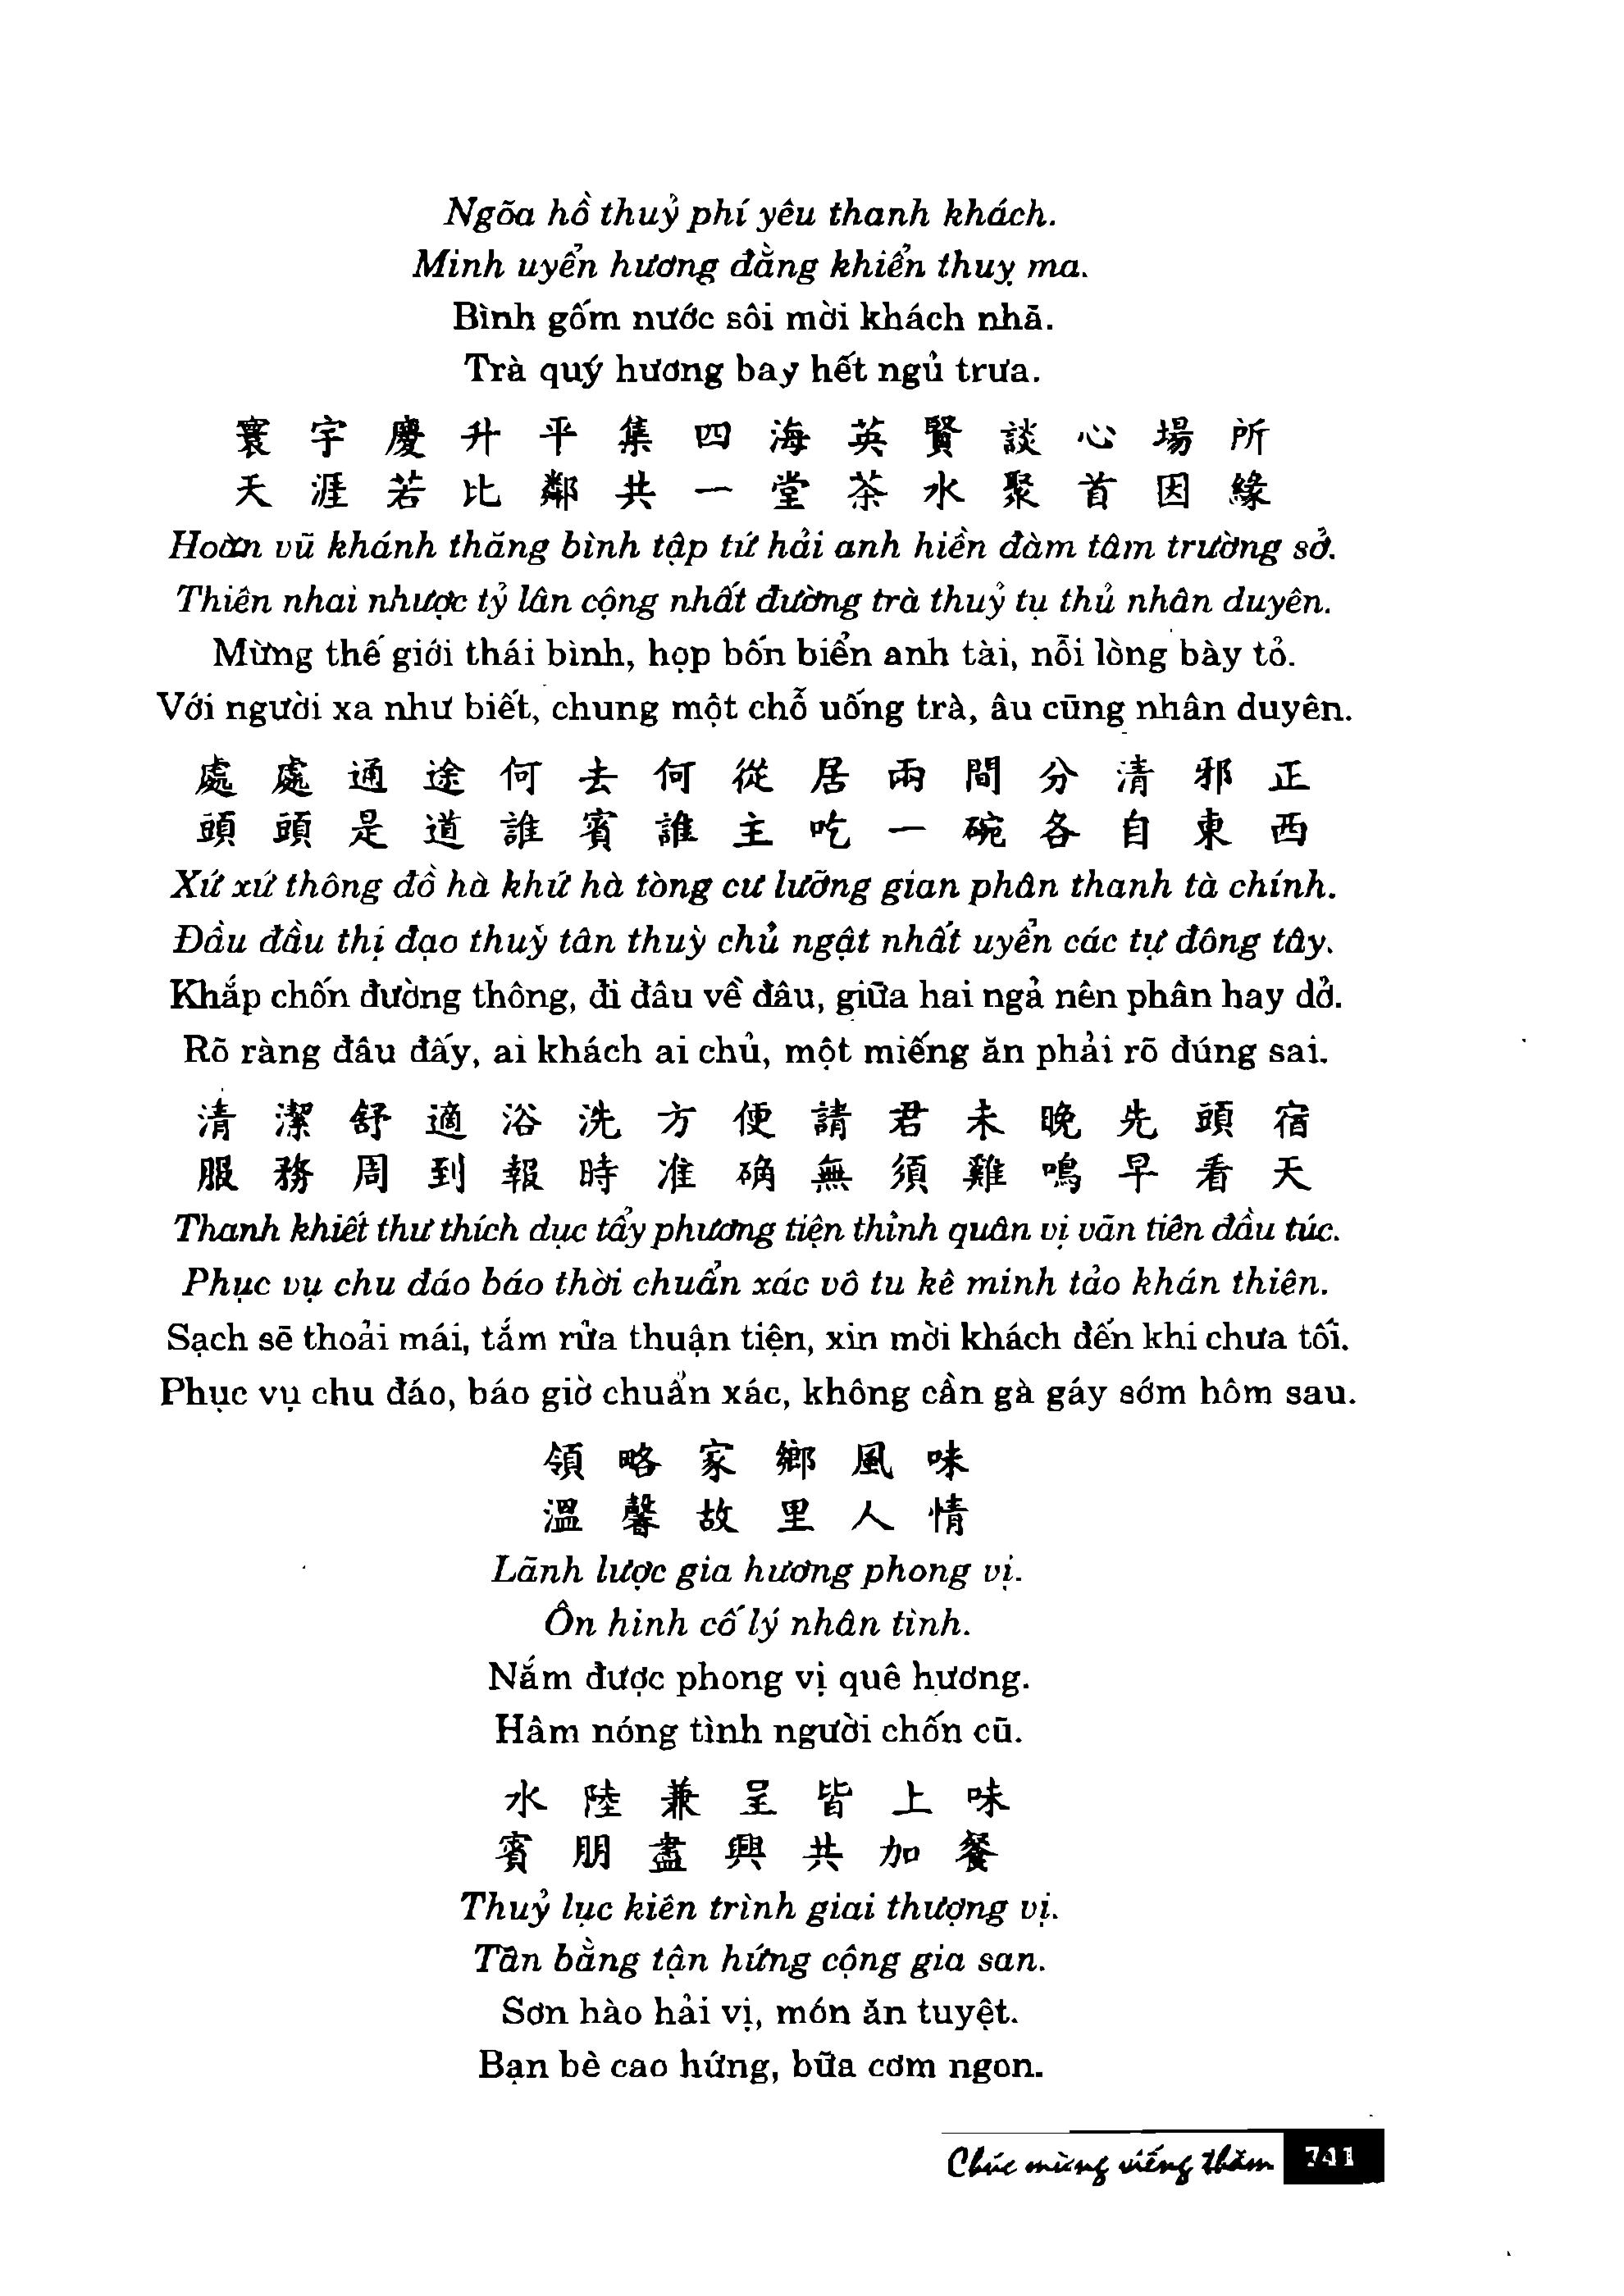 Ngõa hồ thuỷ phí yêu thanh khách.
Minh uyển hương đằng khiển thuỵ ma.
Bình gốm nước sôi mời khách nhã.
Trà quý hương bay hết ngủ trưa.
寰宇慶升平集四海英賢談心場所
天涯若比鄰共一堂茶水聚首因緣
Hoàn vũ khánh thăng bình tập tứ hải anh hiền đàm tâm trường sở.
Thiên nhai nhược tỷ lân cộng nhất đường trà thuỷ tụ thủ nhân duyên.
Mừng thế giới thái bình, họp bốn biển anh tài, nỗi lòng bày tỏ.
Với người xa như biết, chung một chỗ uống trà, âu cũng nhân duyên.
處處通途何去何從居兩間分清邪正
頭頭是道誰賓誰主吃一碗各自東西
Xứ xứ thông đồ hà khứ hà tòng cư lưỡng gian phân thanh tà chính.
Đầu đầu thị đạo thuỳ tân thuỳ chủ ngật nhất uyển các tự đông tây.
Khắp chốn đường thông, đi đâu về đâu, giữa hai ngả nên phân hay dở.
Rõ ràng đâu đấy, ai khách ai chủ, một miếng ăn phải rõ đúng sai.
清潔舒適浴洗方便請君未晚先頭宿
服務周到報時准确無須雞鳴早看天
Thanh khiết thư thích dục tẩy phương tiện thỉnh quân vị vãn tiên đầu túc.
Phục vụ chu đáo báo thời chuẩn xác vô tu kê minh tảo khán thiên.
Sạch sẽ thoải mái, tắm rửa thuận tiện, xin mời khách đến khi chưa tối.
Phục vụ chu đáo, báo giờ chuẩn xác, không cần gà gáy sớm hôm sau.
領略家鄉風味
溫馨故里人情
Lãnh lược gia hương phong vị.
Ôn hinh cố lý nhân tình.
Nắm được phong vị quê hương.
Hâm nóng tình người chốn cũ.
水陸兼呈皆上味
賓朋盡興共加餐
Thuỷ lục kiên trình giai thượng vị.
Tân bằng tận hứng cộng gia san.
Sơn hào hải vị, món ăn tuyệt.
Bạn bè cao hứng, bữa cơm ngon.
Chúc mừng viếng thăm 741